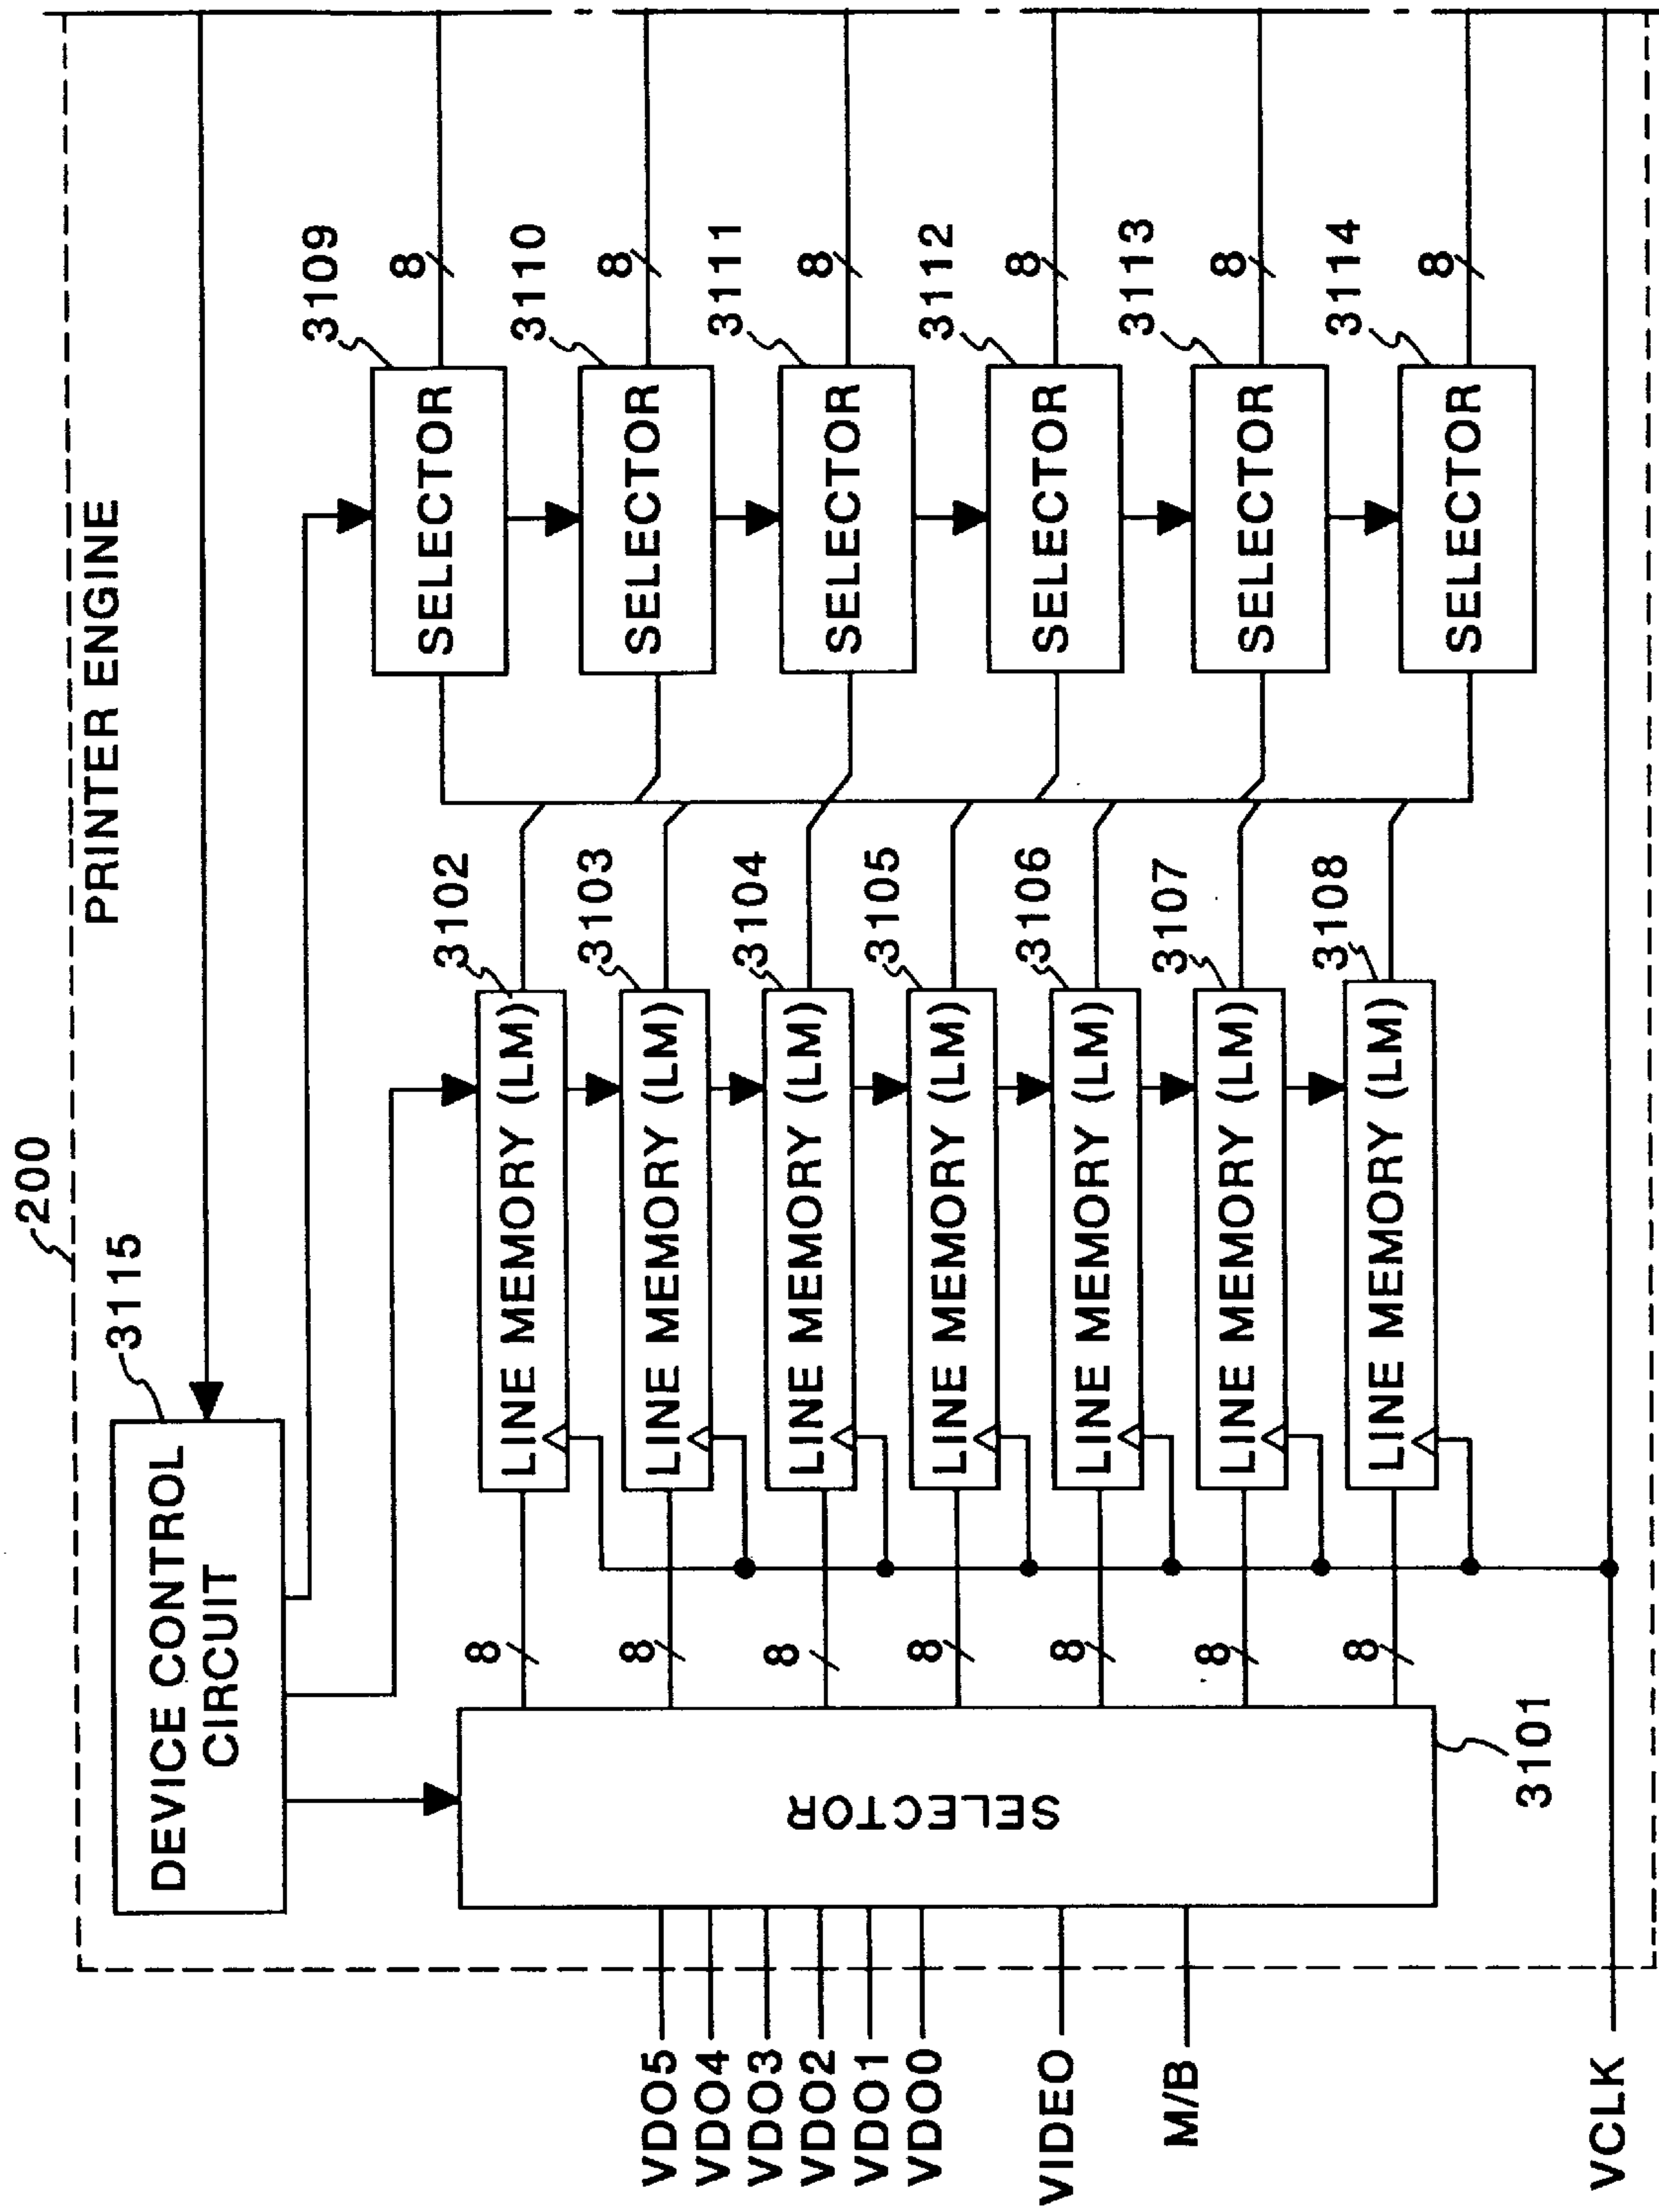 200
PRINTER ENGINE
3115
DEVICE CONTROL
CIRCUIT
3109
SELECTOR
8
3110
SELECTOR
8
3111
SELECTOR
8
3112
SELECTOR
8
3113
SELECTOR
8
3114
SELECTOR
8
3102
LINE MEMORY (LM)
8
3103
LINE MEMORY (LM)
8
3104
LINE MEMORY (LM)
8
3105
LINE MEMORY (LM)
8
3106
LINE MEMORY (LM)
8
3107
LINE MEMORY (LM)
8
3108
LINE MEMORY (LM)
8
SELECTOR
3101
VDO5
VDO4
VDO3
VDO2
VDO1
VDO0
VIDEO
M/B
VCLK